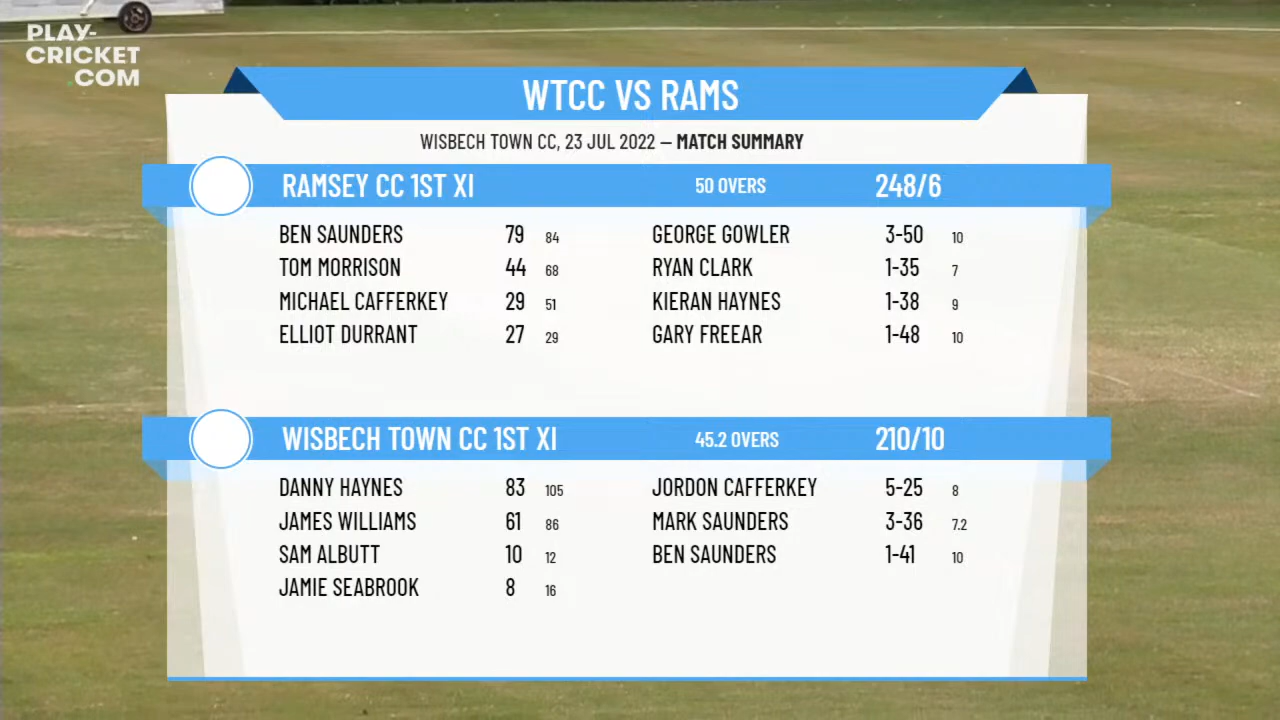 PLAY-
CRICKET
.COM
WTCC VS RAMS
WISBECH TOWN CC, 23 JUL 2022 – MATCH SUMMARY
RAMSEY CC 1ST XI 50 OVERS 248/6
BEN SAUNDERS 79 84 GEORGE GOWLER 3-50 10
TOM MORRISON 44 68 RYAN CLARK 1-35 7
MICHAEL CAFFERKEY 29 51 KIERAN HAYNES 1-38 9
ELLIOT DURRANT 27 29 GARY FREEAR 1-48 10
WISBECH TOWN CC 1ST XI 45.2 OVERS 210/10
DANNY HAYNES 83 105 JORDON CAFFERKEY 5-25 8
JAMES WILLIAMS 61 86 MARK SAUNDERS 3-36 7.2
SAM ALBUTT 10 12 BEN SAUNDERS 1-41 10
JAMIE SEABROOK 8 16